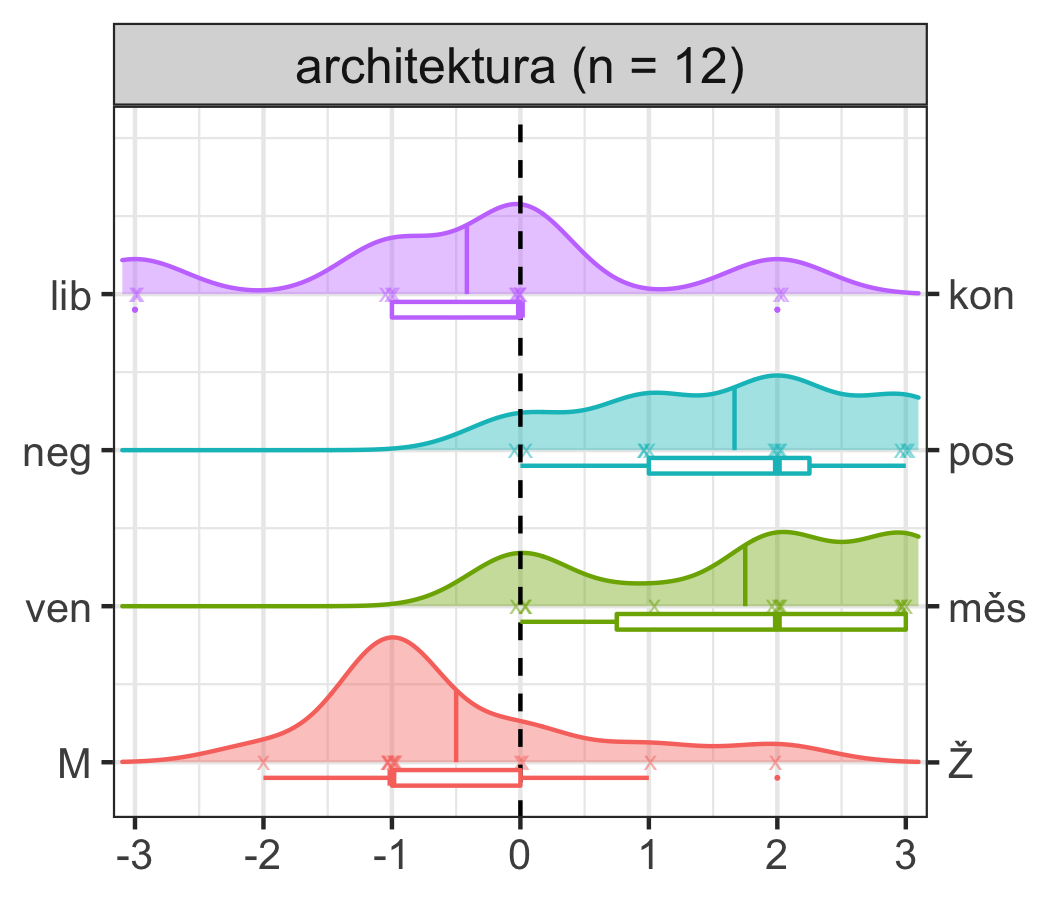 architektura (n = 12)
lib kon
neg pos
ven měs
M Ž
-3 -2 -1 0 1 2 3